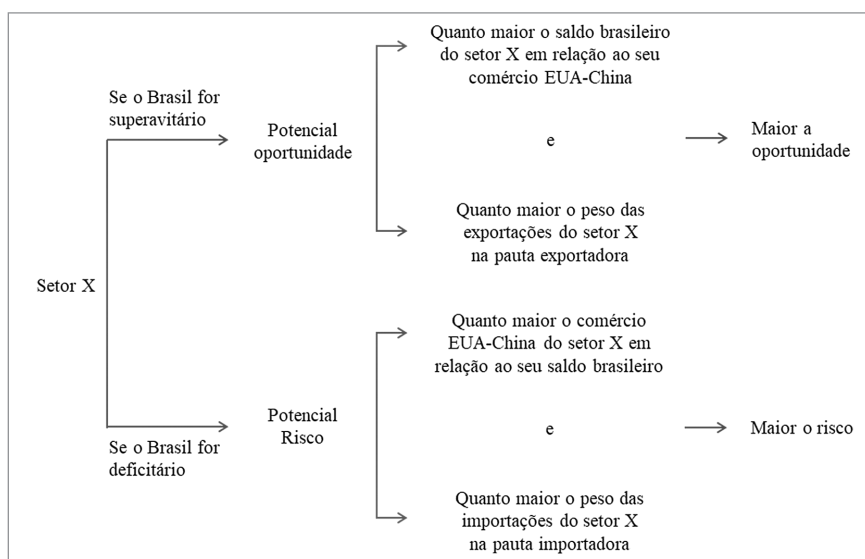 Quanto maior o saldo brasileiro
do setor X em relação ao seu
comércio EUA-China
Se o Brasil for
superavitário
Potencial
oportunidade
e
Maior a
oportunidade
Quanto maior o peso das
exportações do setor X
na pauta exportadora
Setor X
Quanto maior o comércio
EUA-China do setor X em
relação ao seu saldo brasileiro
Se o Brasil for
deficitário
Potencial
Risco
e
Maior o risco
Quanto maior o peso das
importações do setor X
na pauta importadora